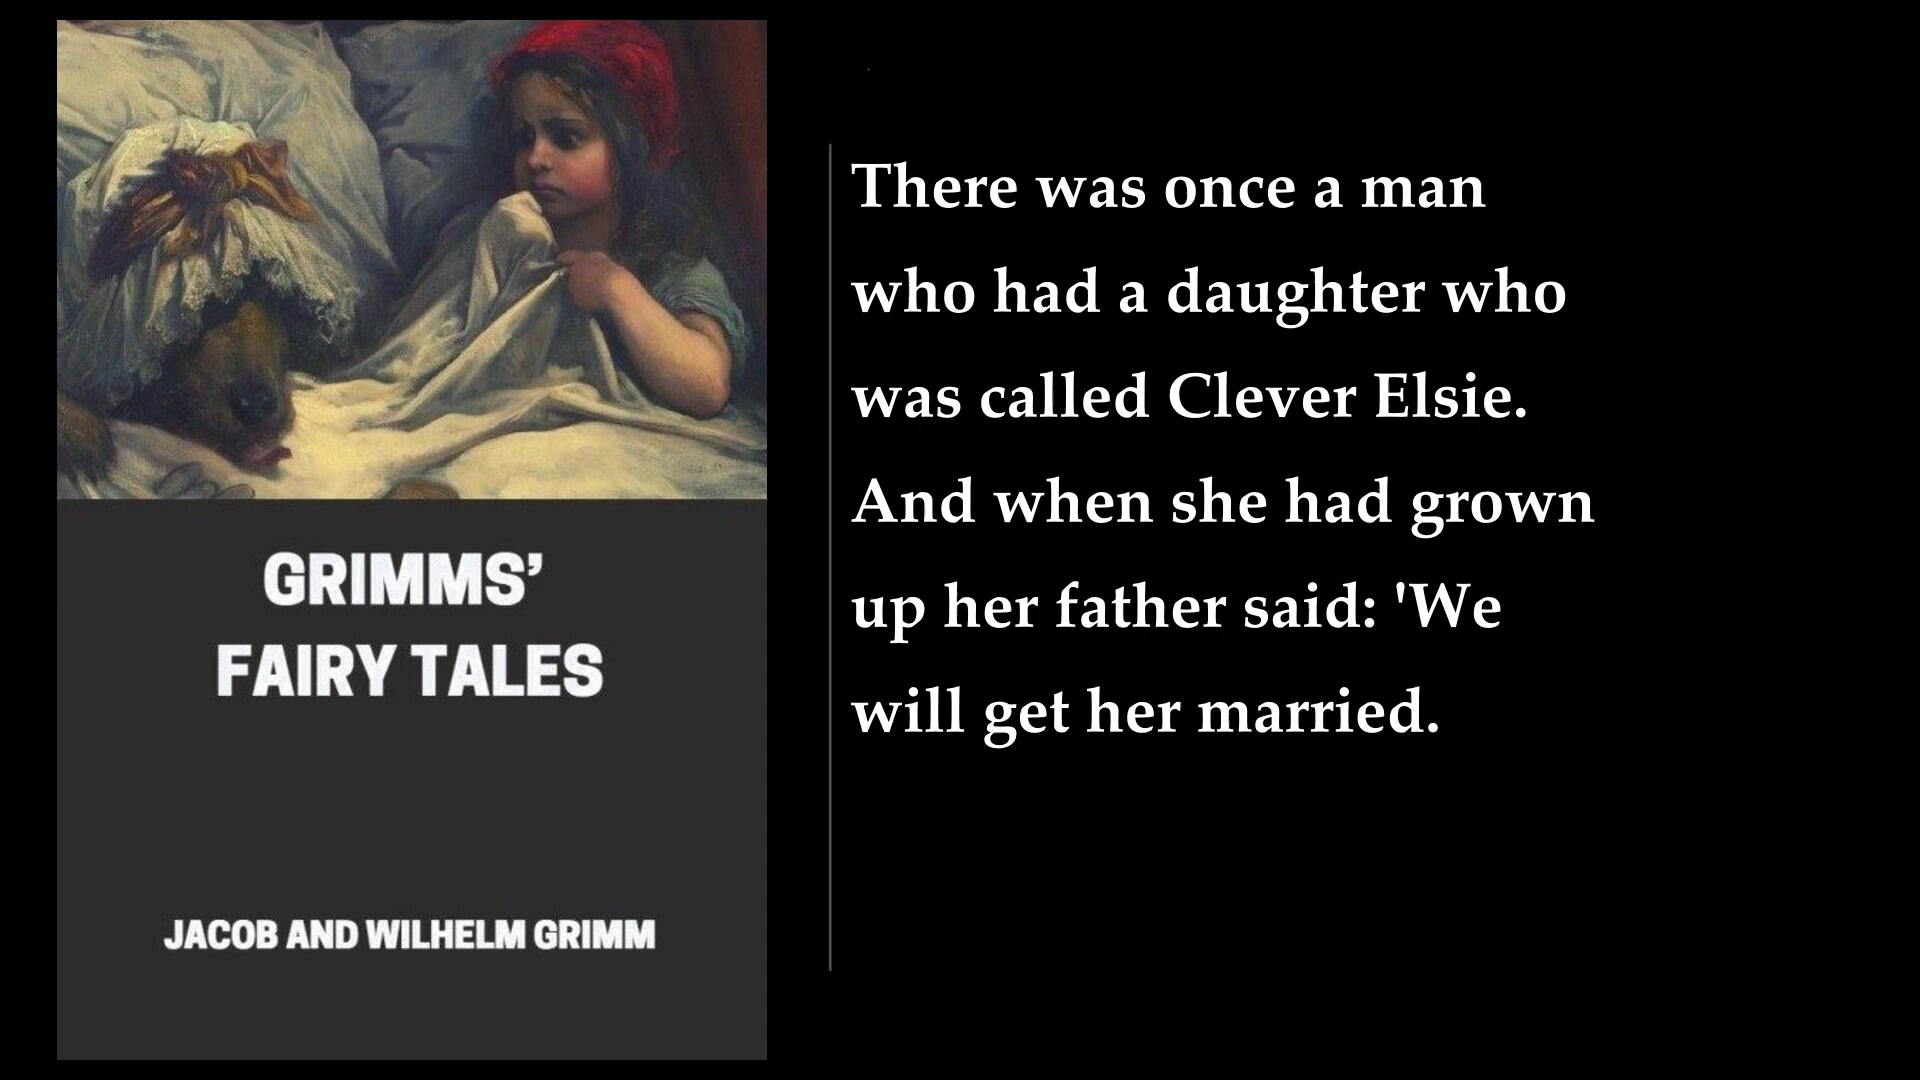 GRIMMS’
FAIRY TALES
JACOB AND WILHELM GRIMM
There was once a man
who had a daughter who
was called Clever Elsie.
And when she had grown
up her father said: 'We
will get her married.